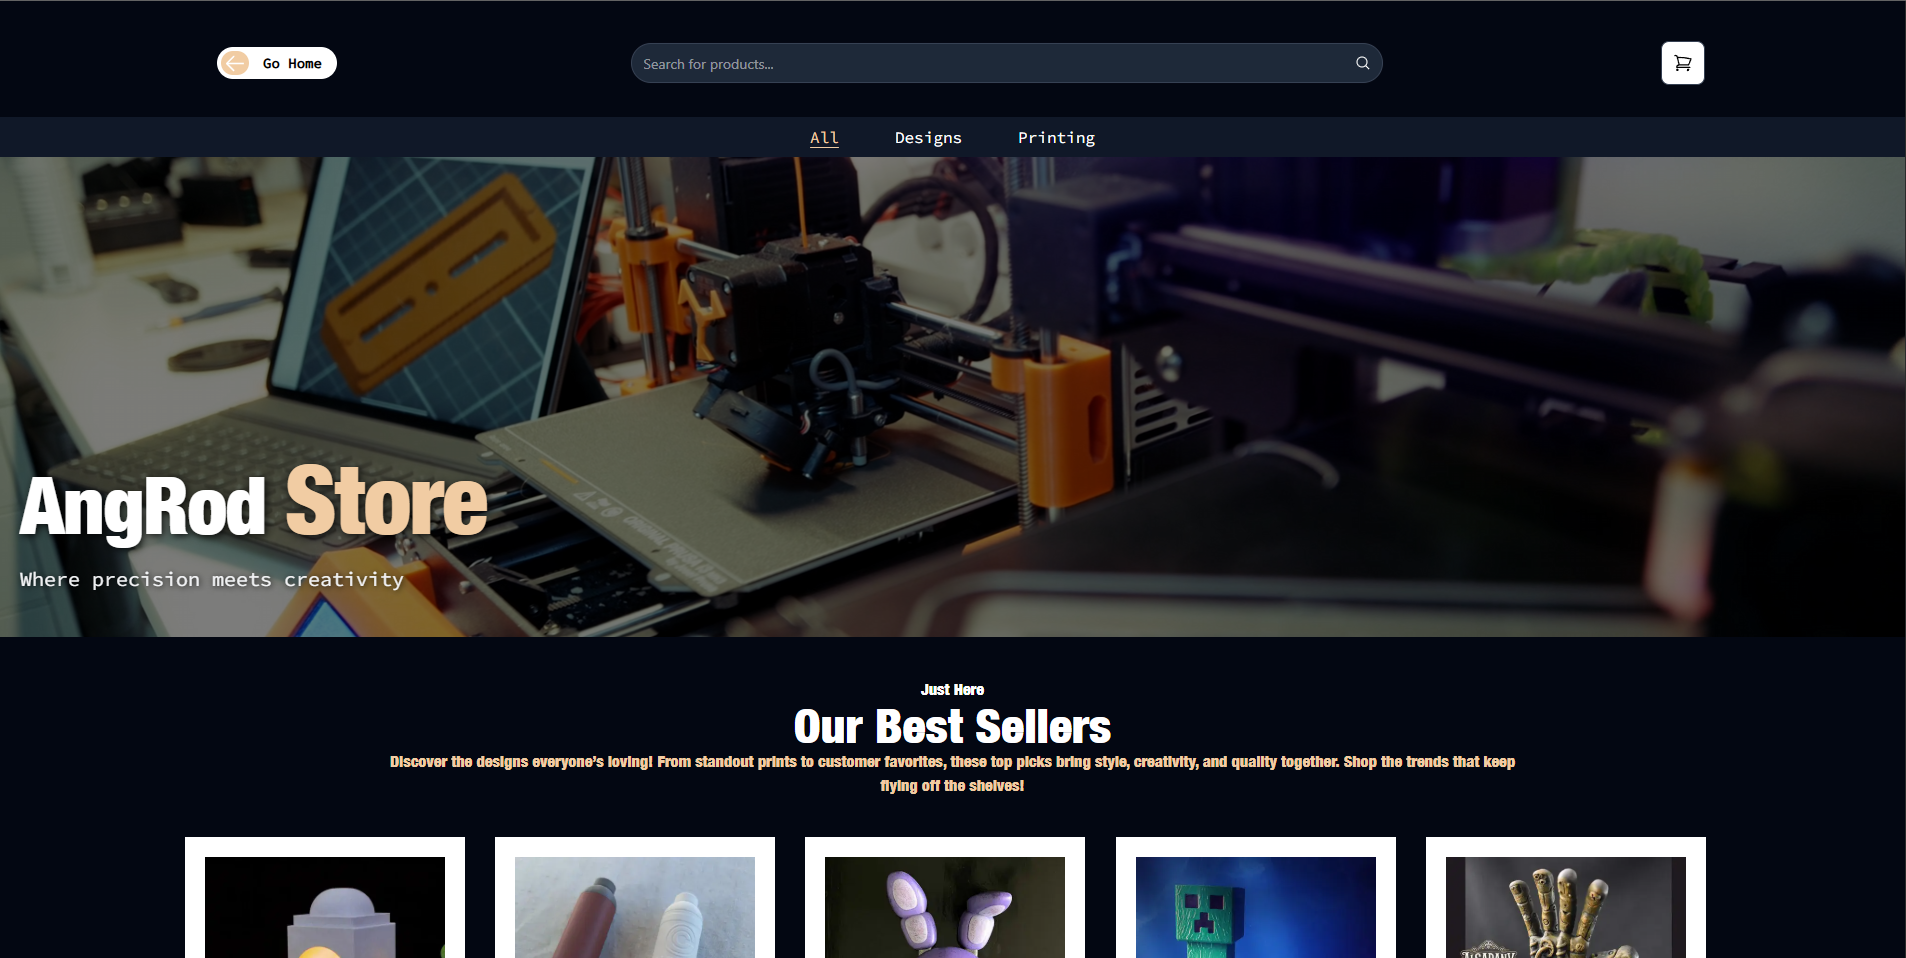 Go Home
Search for products...
All
Designs
Printing
AngRod Store
Where precision meets creativity
Just Here
Our Best Sellers
Discover the designs everyone's loving! From standout prints to customer favorites, these top picks bring style, creativity, and quality together. Shop the trends that keep
flying off the shelves!